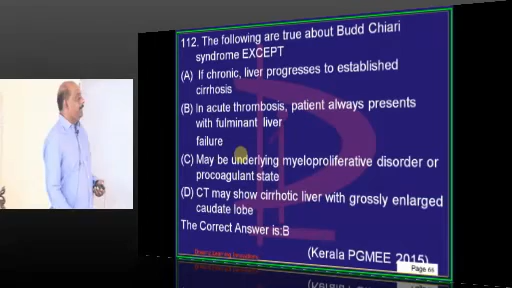 112. The following are true about Budd Chiari
syndrome EXCEPT
(A) If chronic, liver progresses to established
cirrhosis
(B) In acute thrombosis, patient always presents
with fulminant liver
failure
(C) May be underlying myeloproliferative disorder or
procoagulant state
(D) CT may show cirrhotic liver with grossly enlarged
caudate lobe
The Correct Answer is:B
(Kerala PGMEE 2015)
Page 66